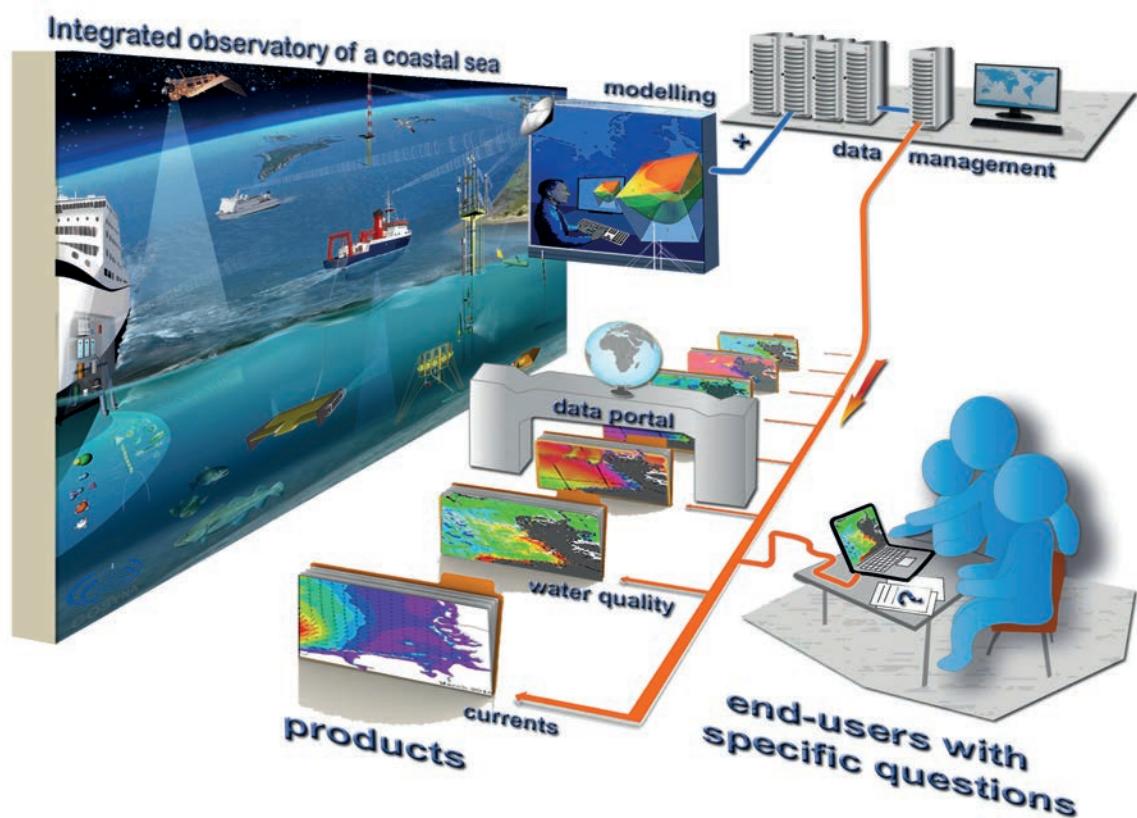 Integrated observatory of a coastal sea
modelling
+
data management
data portal
water quality
currents
products
?
end-users with
specific questions